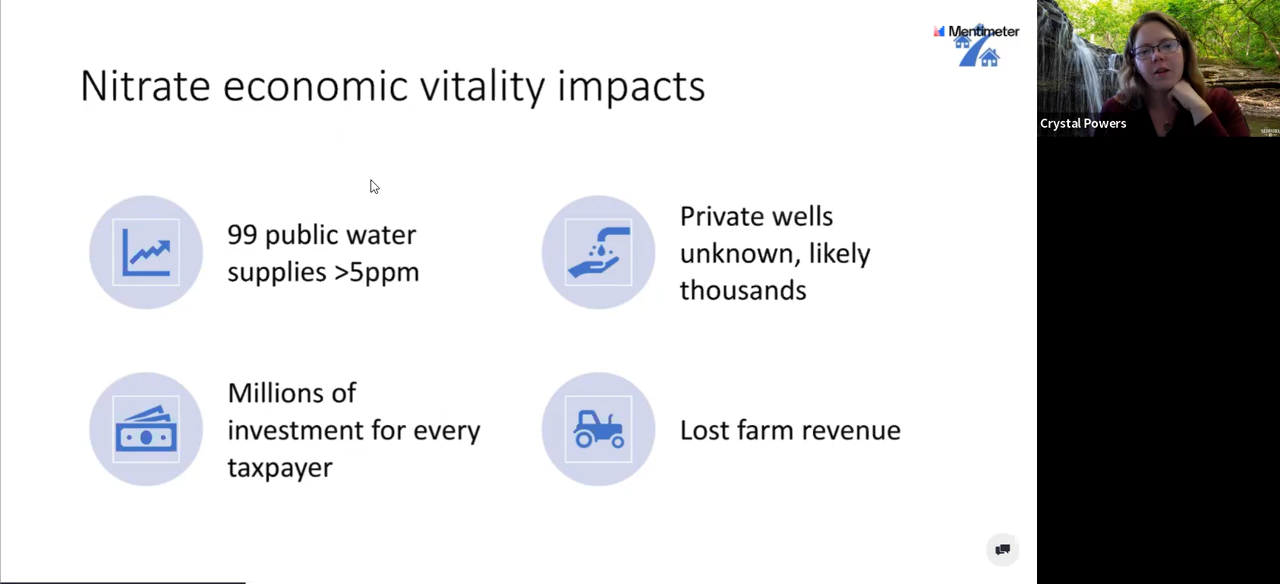 Mentimeter
Nitrate economic vitality impacts
99 public water
supplies >5ppm
Private wells
unknown, likely
thousands
Millions of
investment for every
taxpayer
Lost farm revenue
Crystal Powers